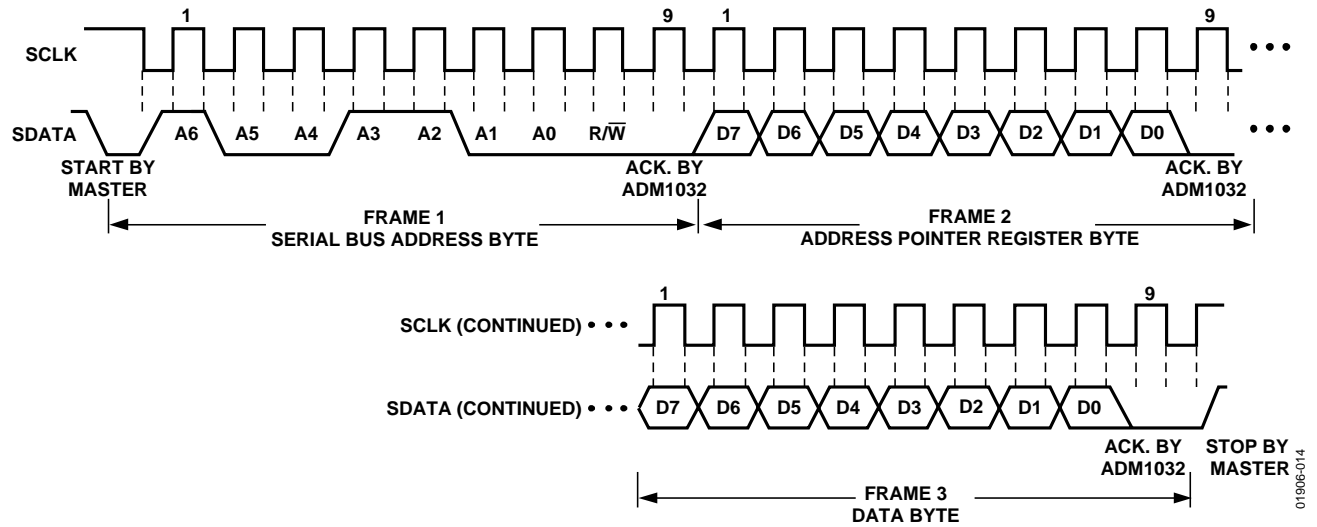 1 9 1 9
SCLK
SDATA A6 A5 A4 A3 A2 A1 A0 R/W̅ D7 D6 D5 D4 D3 D2 D1 D0
START BY
MASTER
ACK. BY
ADM1032
ACK. BY
ADM1032
FRAME 1
SERIAL BUS ADDRESS BYTE
FRAME 2
ADDRESS POINTER REGISTER BYTE
1 9
SCLK (CONTINUED)
SDATA (CONTINUED) D7 D6 D5 D4 D3 D2 D1 D0
ACK. BY
ADM1032
STOP BY
MASTER
FRAME 3
DATA BYTE
01906-014